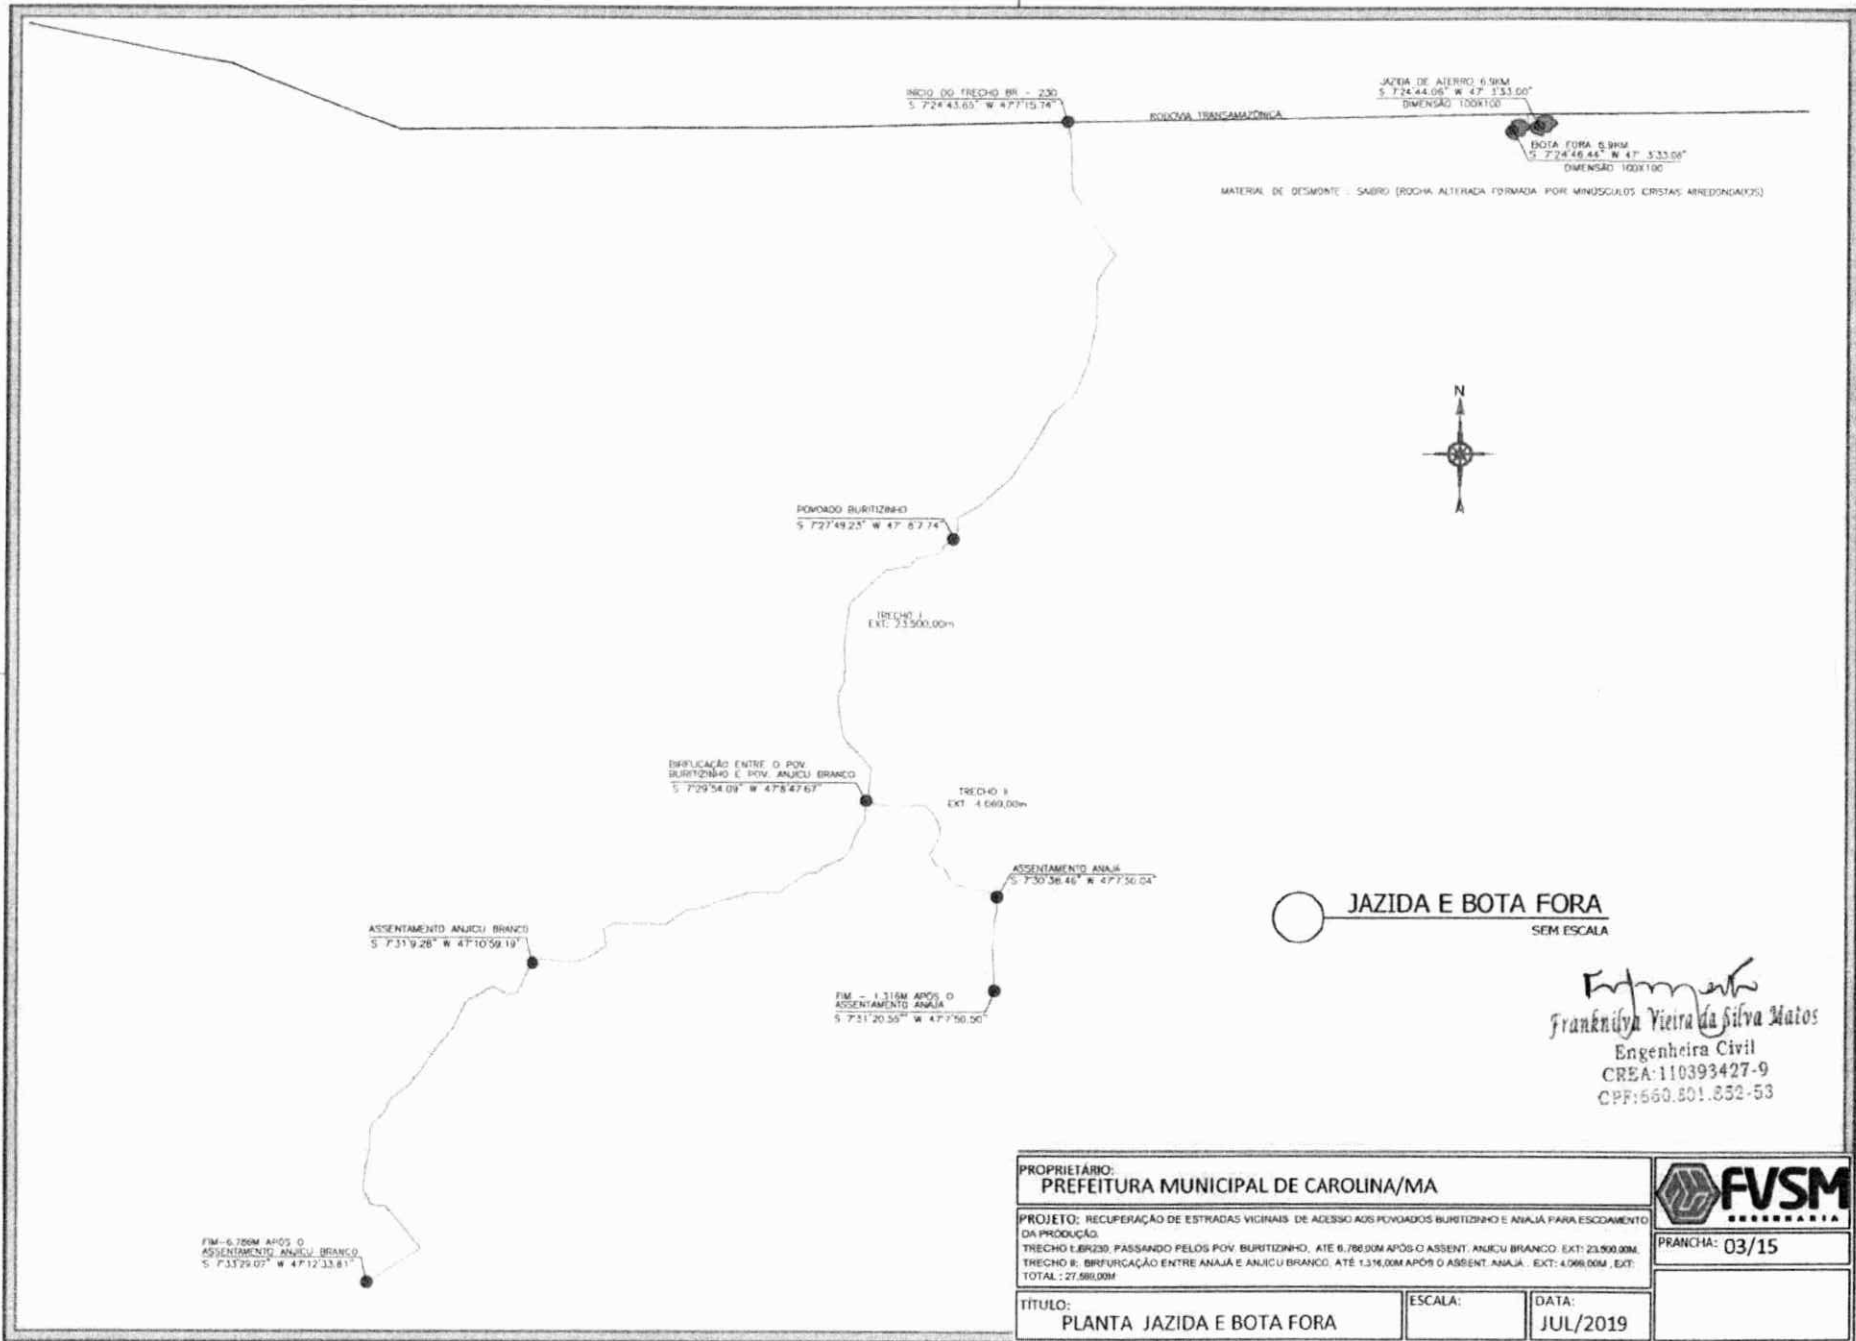 INICIO DO TRECHO BR - 230
S 7°24'43.65" W 47°7'15.74"
RODOVIA TRANSAMAZÔNICA
JAZIDA DE ATERRO 6.9KM
S 7°24'44.06" W 47° 3'33.00"
DIMENSÃO 100X100
BOTA FORA 6.9KM
S 7°24'46.44" W 47° 3'33.08"
DIMENSÃO 100X100
MATERIAL DE DESMONTE : SAIBRO (ROCHA ALTERADA FORMADA POR MINÚSCULOS CRISTAS ARREDONDADOS)
N
POVOADO BURITIZINHO
S 7°27'49.23" W 47° 8'7.74"
TRECHO I
EXT: 23.500,00m
BIRFUCAÇÃO ENTRE O POV.
BURITIZINHO E POV. ANJICU BRANCO
S 7°29'54.09" W 47°8'47.67"
TRECHO II
EXT 4.069,00m
ASSENTAMENTO ANAJÁ
S 7°30'38.46" W 47°7'50.04"
ASSENTAMENTO ANJICU BRANCO
S 7°31'9.28" W 47°10'59.19"
FIM - 1.316M APÓS O
ASSENTAMENTO ANAJÁ
S 7°31'20.55"" W 47°7'50.50"
JAZIDA E BOTA FORA
SEM ESCALA
Franknilva Vieira da Silva Matos
Engenheira Civil
CREA:110393427-9
CPF:660.801.852-53
FIM-6.786M APÓS O
ASSENTAMENTO ANJICU BRANCO
S 7°33'29.07" W 47°12'33.81"
PROPRIETÁRIO:
PREFEITURA MUNICIPAL DE CAROLINA/MA
PROJETO: RECUPERAÇÃO DE ESTRADAS VICINAIS DE ACESSO AOS POVOADOS BURITIZINHO E ANAJÁ PARA ESCOAMENTO
DA PRODUÇÃO.
TRECHO I: BR230, PASSANDO PELOS POV. BURITIZINHO, ATÉ 6.786,00M APÓS O ASSENT. ANJICU BRANCO. EXT: 23.500,00M.
TRECHO II: BIRFURCAÇÃO ENTRE ANAJÁ E ANJICU BRANCO, ATÉ 1.316,00M APÓS O ASSENT. ANAJÁ . EXT: 4.069,00M , EXT:
TOTAL : 27.569,00M
FVSM
ENGENHARIA
PRANCHA: 03/15
TÍTULO:
PLANTA JAZIDA E BOTA FORA
ESCALA:
DATA:
JUL/2019